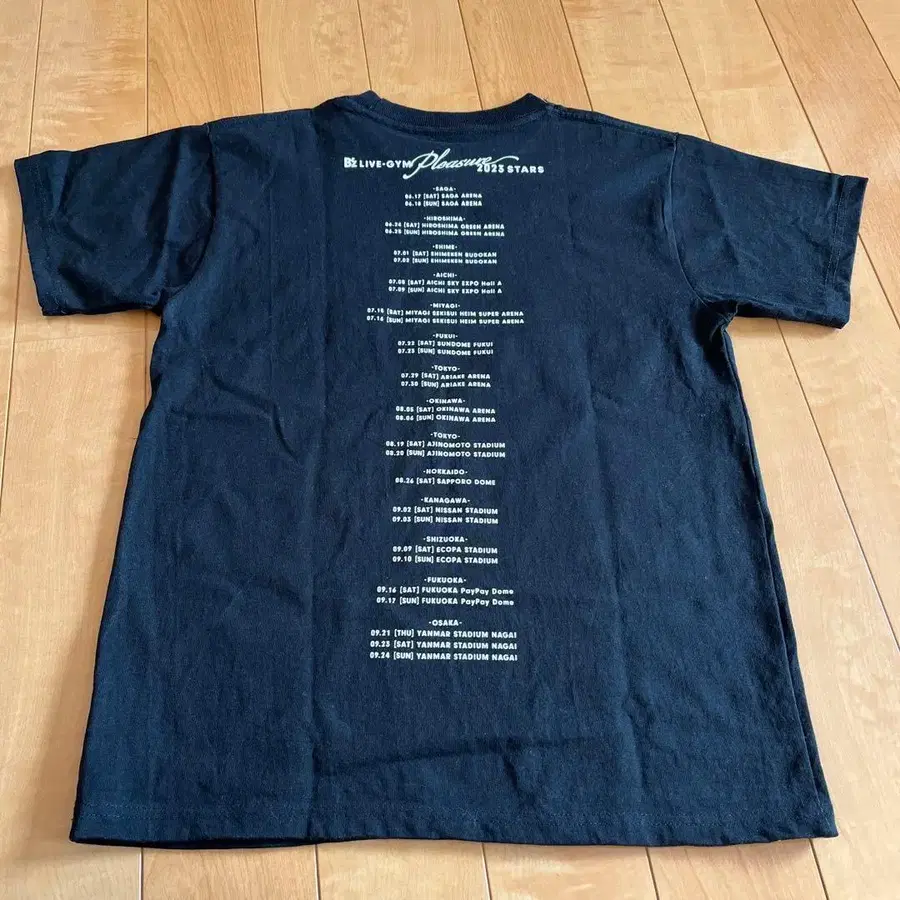 B'z LIVE-GYM Pleasure 2023 STARS
-SAGA-
06.17 [SAT] SAGA ARENA
06.18 [SUN] SAGA ARENA
-HIROSHIMA-
06.24 [SAT] HIROSHIMA GREEN ARENA
06.25 [SUN] HIROSHIMA GREEN ARENA
-EHIME-
07.01 [SAT] EHIMEKEN BUDOKAN
07.02 [SUN] EHIMEKEN BUDOKAN
-AICHI-
07.08 [SAT] AICHI SKY EXPO Hall A
07.09 [SUN] AICHI SKY EXPO Hall A
-MIYAGI-
07.15 [SAT] MIYAGI SEKISUI HEIM SUPER ARENA
07.16 [SUN] MIYAGI SEKISUI HEIM SUPER ARENA
-FUKUI-
07.22 [SAT] SUNDOME FUKUI
07.23 [SUN] SUNDOME FUKUI
-TOKYO-
07.29 [SAT] ARIAKE ARENA
07.30 [SUN] ARIAKE ARENA
-OKINAWA-
08.05 [SAT] OKINAWA ARENA
08.06 [SUN] OKINAWA ARENA
-TOKYO-
08.19 [SAT] AJINOMOTO STADIUM
08.20 [SUN] AJINOMOTO STADIUM
-HOKKAIDO-
08.26 [SAT] SAPPORO DOME
-KANAGAWA-
09.02 [SAT] NISSAN STADIUM
09.03 [SUN] NISSAN STADIUM
-SHIZUOKA-
09.09 [SAT] ECOPA STADIUM
09.10 [SUN] ECOPA STADIUM
-FUKUOKA-
09.16 [SAT] FUKUOKA PayPay Dome
09.17 [SUN] FUKUOKA PayPay Dome
-OSAKA-
09.21 [THU] YANMAR STADIUM NAGAI
09.23 [SAT] YANMAR STADIUM NAGAI
09.24 [SUN] YANMAR STADIUM NAGAI